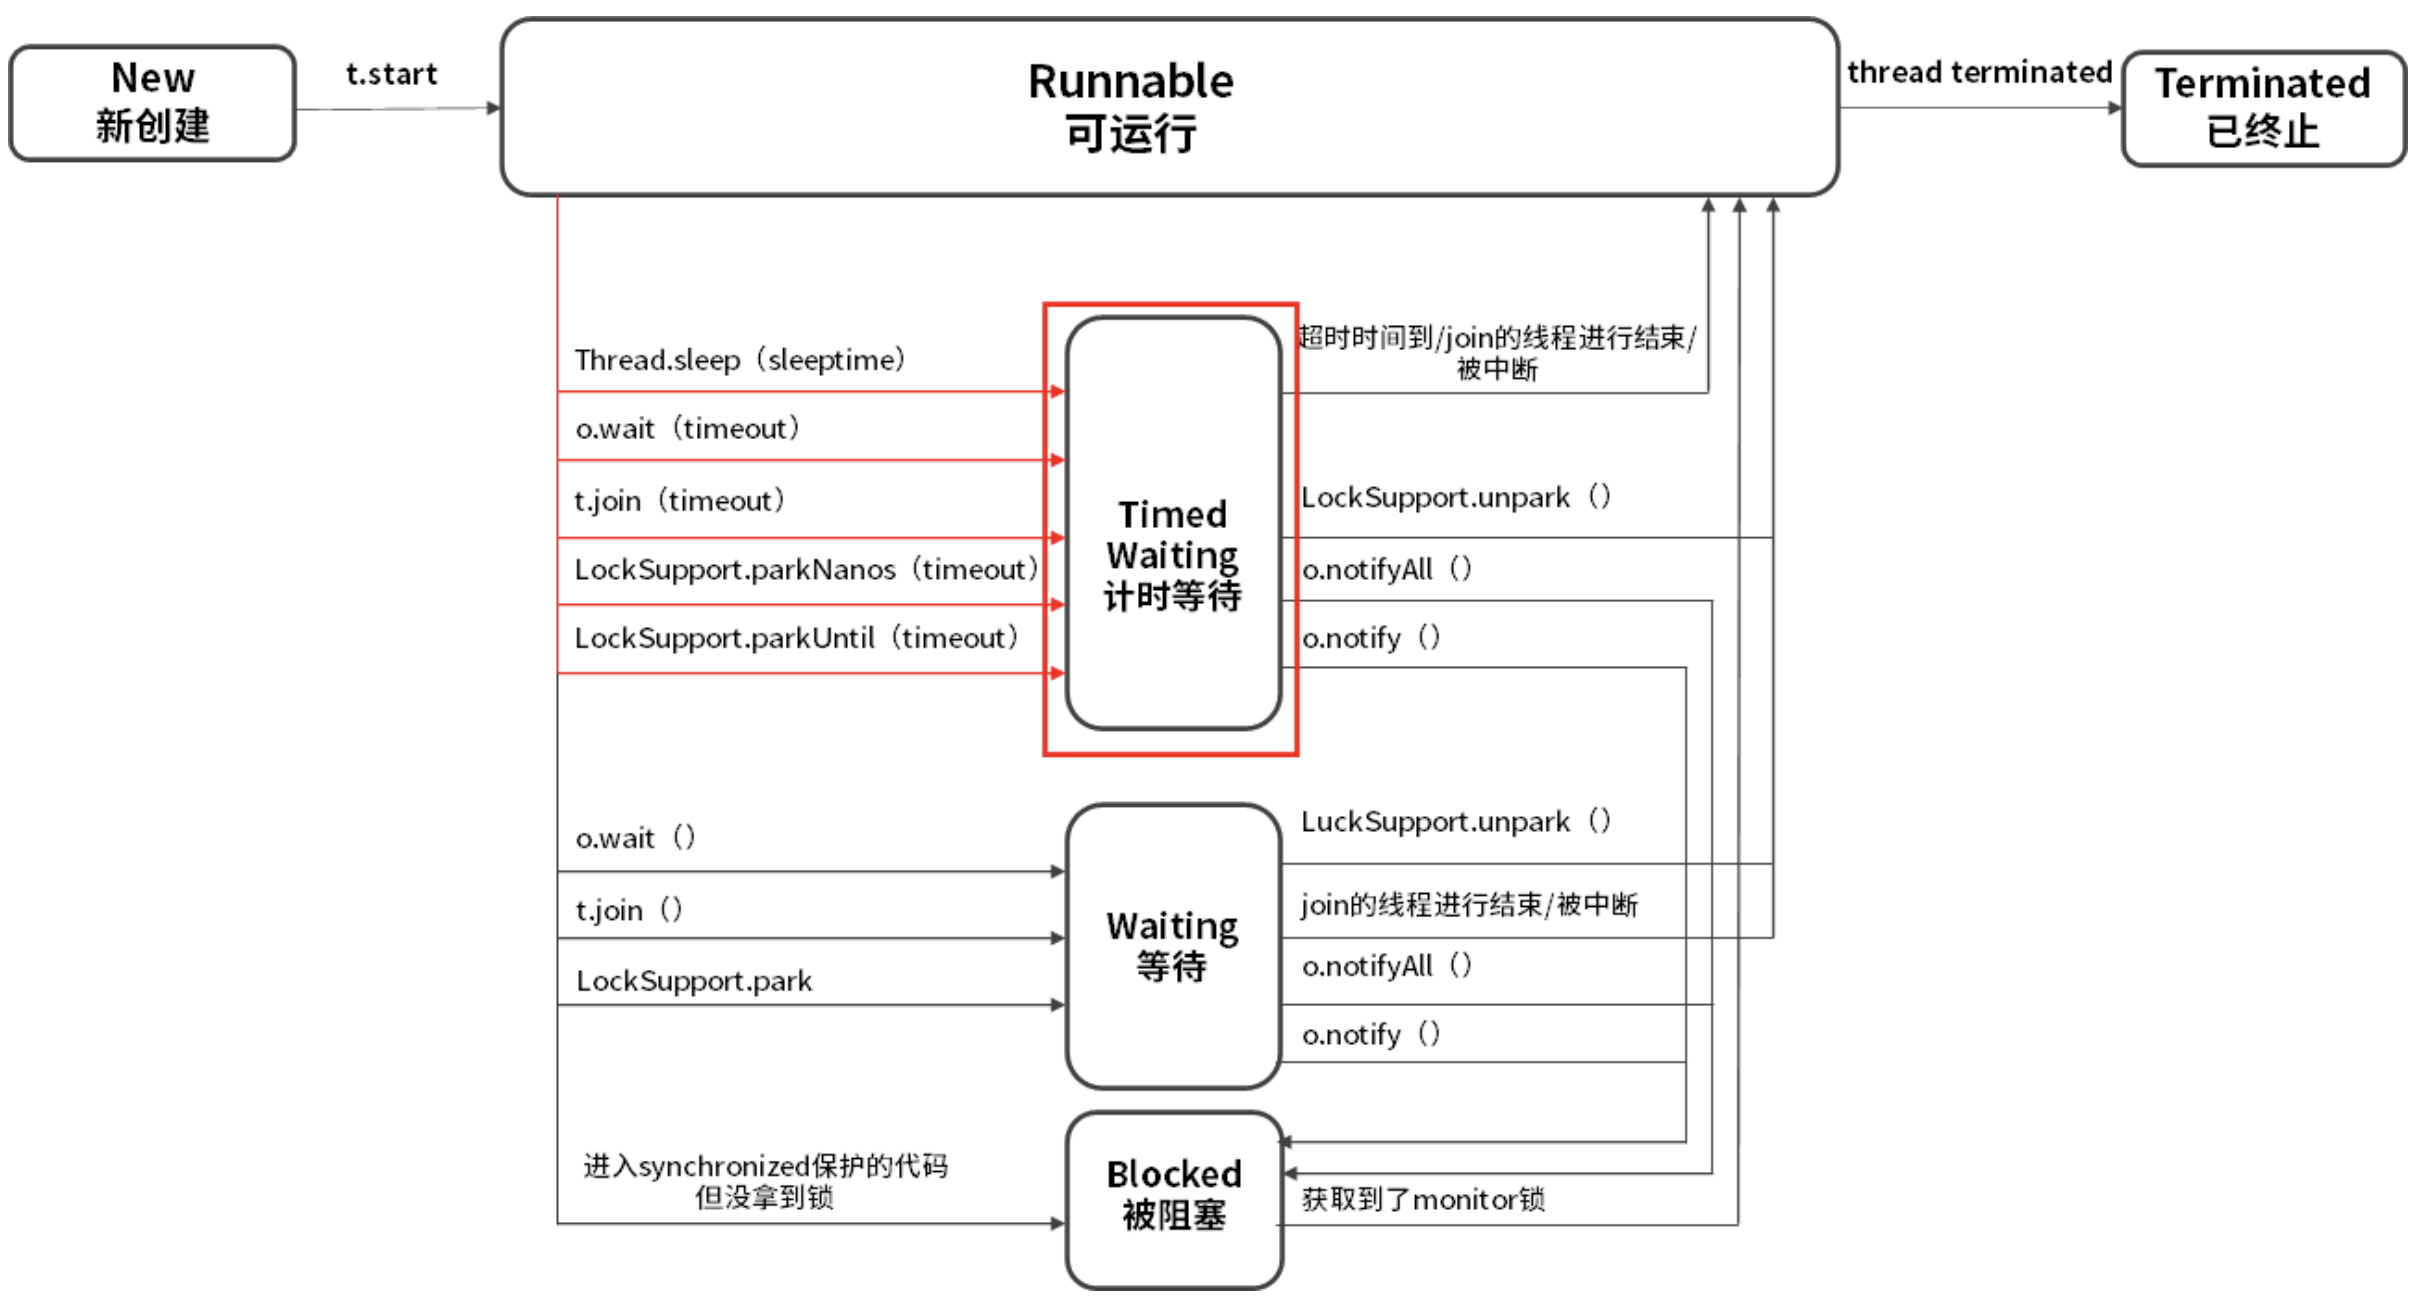 New
新创建
t.start
Runnable
可运行
thread terminated
Terminated
已终止
Thread.sleep（sleeptime）
o.wait（timeout）
t.join（timeout）
LockSupport.parkNanos（timeout）
LockSupport.parkUntil（timeout）
Timed
Waiting
计时等待
超时时间到/join的线程进行结束/
被中断
LockSupport.unpark（）
o.notifyAll（）
o.notify（）
o.wait（）
t.join（）
LockSupport.park
Waiting
等待
LuckSupport.unpark（）
join的线程进行结束/被中断
o.notifyAll（）
o.notify（）
进入synchronized保护的代码
但没拿到锁
Blocked
被阻塞
获取到了monitor锁